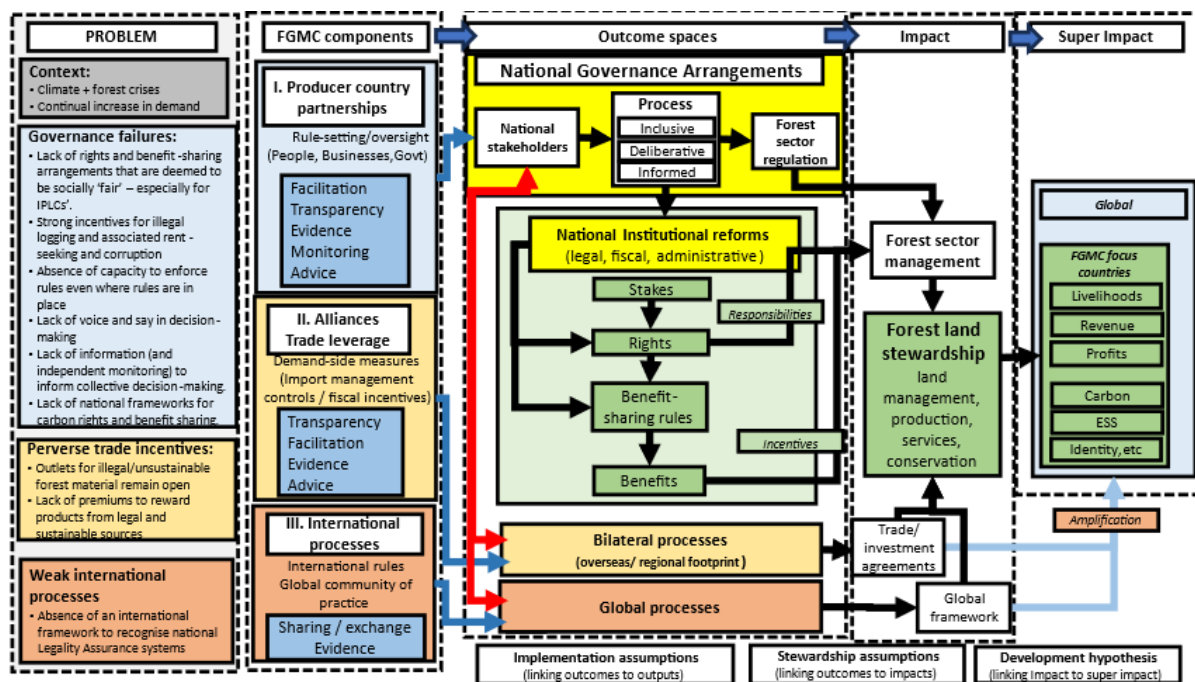 PROBLEM
Context:
• Climate + forest crises
• Continual increase in demand
Governance failures:
• Lack of rights and benefit -sharing
arrangements that are deemed to
be socially ‘fair’ – especially for
IPLCs’.
• Strong incentives for illegal
logging and associated rent -
seeking and corruption
• Absence of capacity to enforce
rules even where rules are in
place
• Lack of voice and say in decision -
making
• Lack of information (and
independent monitoring) to
inform collective decision-making.
• Lack of national frameworks for
carbon rights and benefit sharing.
Perverse trade incentives:
• Outlets for illegal/unsustainable
forest material remain open
• Lack of premiums to reward
products from legal and
sustainable sources
Weak international
processes
• Absence of an international
framework to recognise national
Legality Assurance systems
FGMC components
I. Producer country
partnerships
Rule-setting/oversight
(People, Businesses,Govt)
Facilitation
Transparency
Evidence
Monitoring
Advice
II. Alliances
Trade leverage
Demand-side measures
(Import management
controls / fiscal incentives)
Transparency
Facilitation
Evidence
Advice
III. International
processes
International rules
Global community of
practice
Sharing / exchange
Evidence
Outcome spaces
National Governance Arrangements
National
stakeholders
Process
Inclusive
Deliberative
Informed
Forest
sector
regulation
National Institutional reforms
(legal, fiscal, administrative)
Stakes
Responsibilities
Rights
Benefit-
sharing rules
Incentives
Benefits
Bilateral processes
(overseas/ regional footprint)
Global processes
Implementation assumptions
(linking outcomes to outputs)
Impact
Forest sector
management
Forest land
stewardship
land
management,
production,
services,
conservation
Trade/
investment
agreements
Global
framework
Stewardship assumptions
(linking outcomes to impacts)
Super Impact
Global
FGMC focus
countries
Livelihoods
Revenue
Profits
Carbon
ESS
Identity, etc
Amplification
Development hypothesis
(linking Impact to super impact)